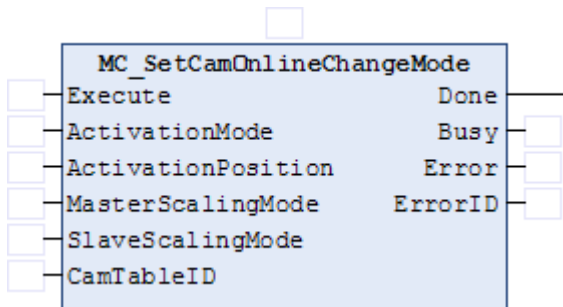 MC_SetCamOnlineChangeMode
Execute Done
ActivationMode Busy
ActivationPosition Error
MasterScalingMode ErrorID
SlaveScalingMode
CamTableID